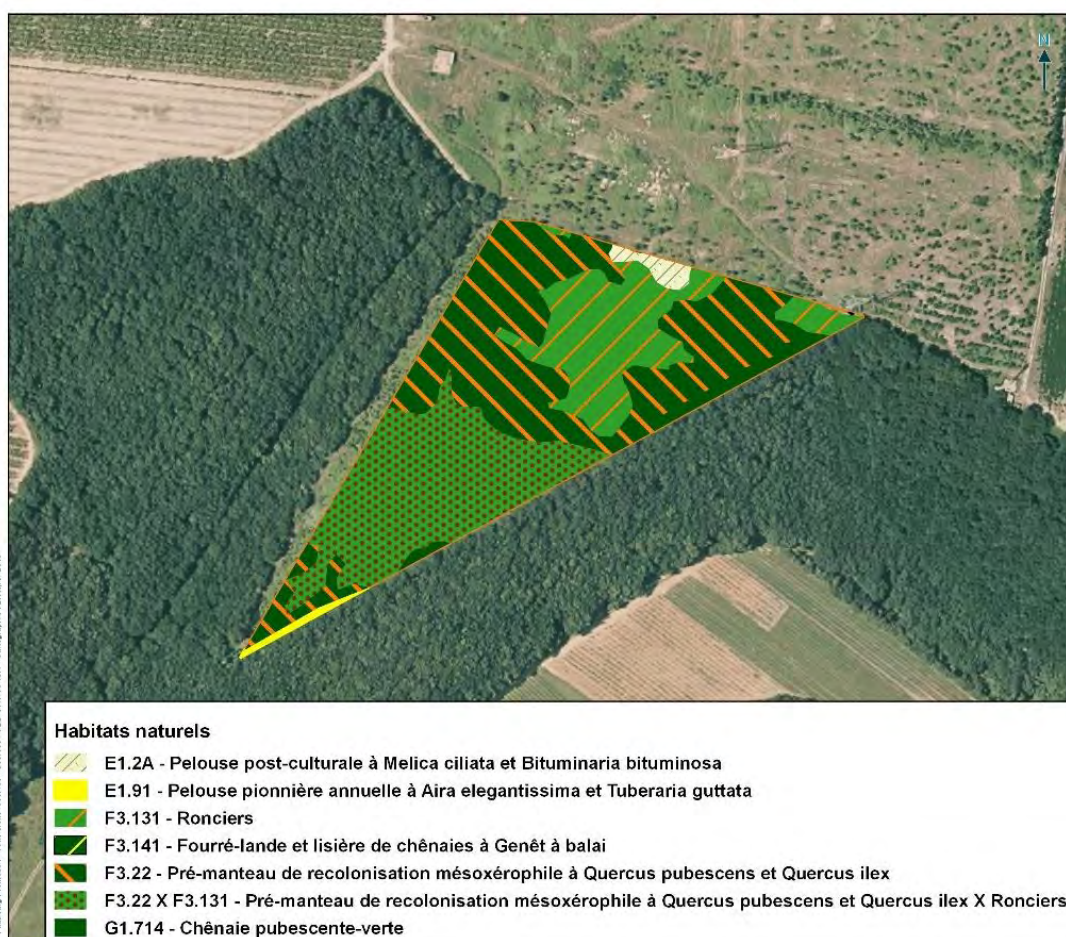 N
Habitats naturels
E1.2A - Pelouse post-culturale à Melica ciliata et Bituminaria bituminosa
E1.91 - Pelouse pionnière annuelle à Aira elegantissima et Tuberaria guttata
F3.131 - Ronciers
F3.141 - Fourré-lande et lisière de chênaies à Genêt à balai
F3.22 - Pré-manteau de recolonisation mésoxérophile à Quercus pubescens et Quercus ilex
F3.22 X F3.131 - Pré-manteau de recolonisation mésoxérophile à Quercus pubescens et Quercus ilex X Ronciers
G1.714 - Chênaie pubescente-verte